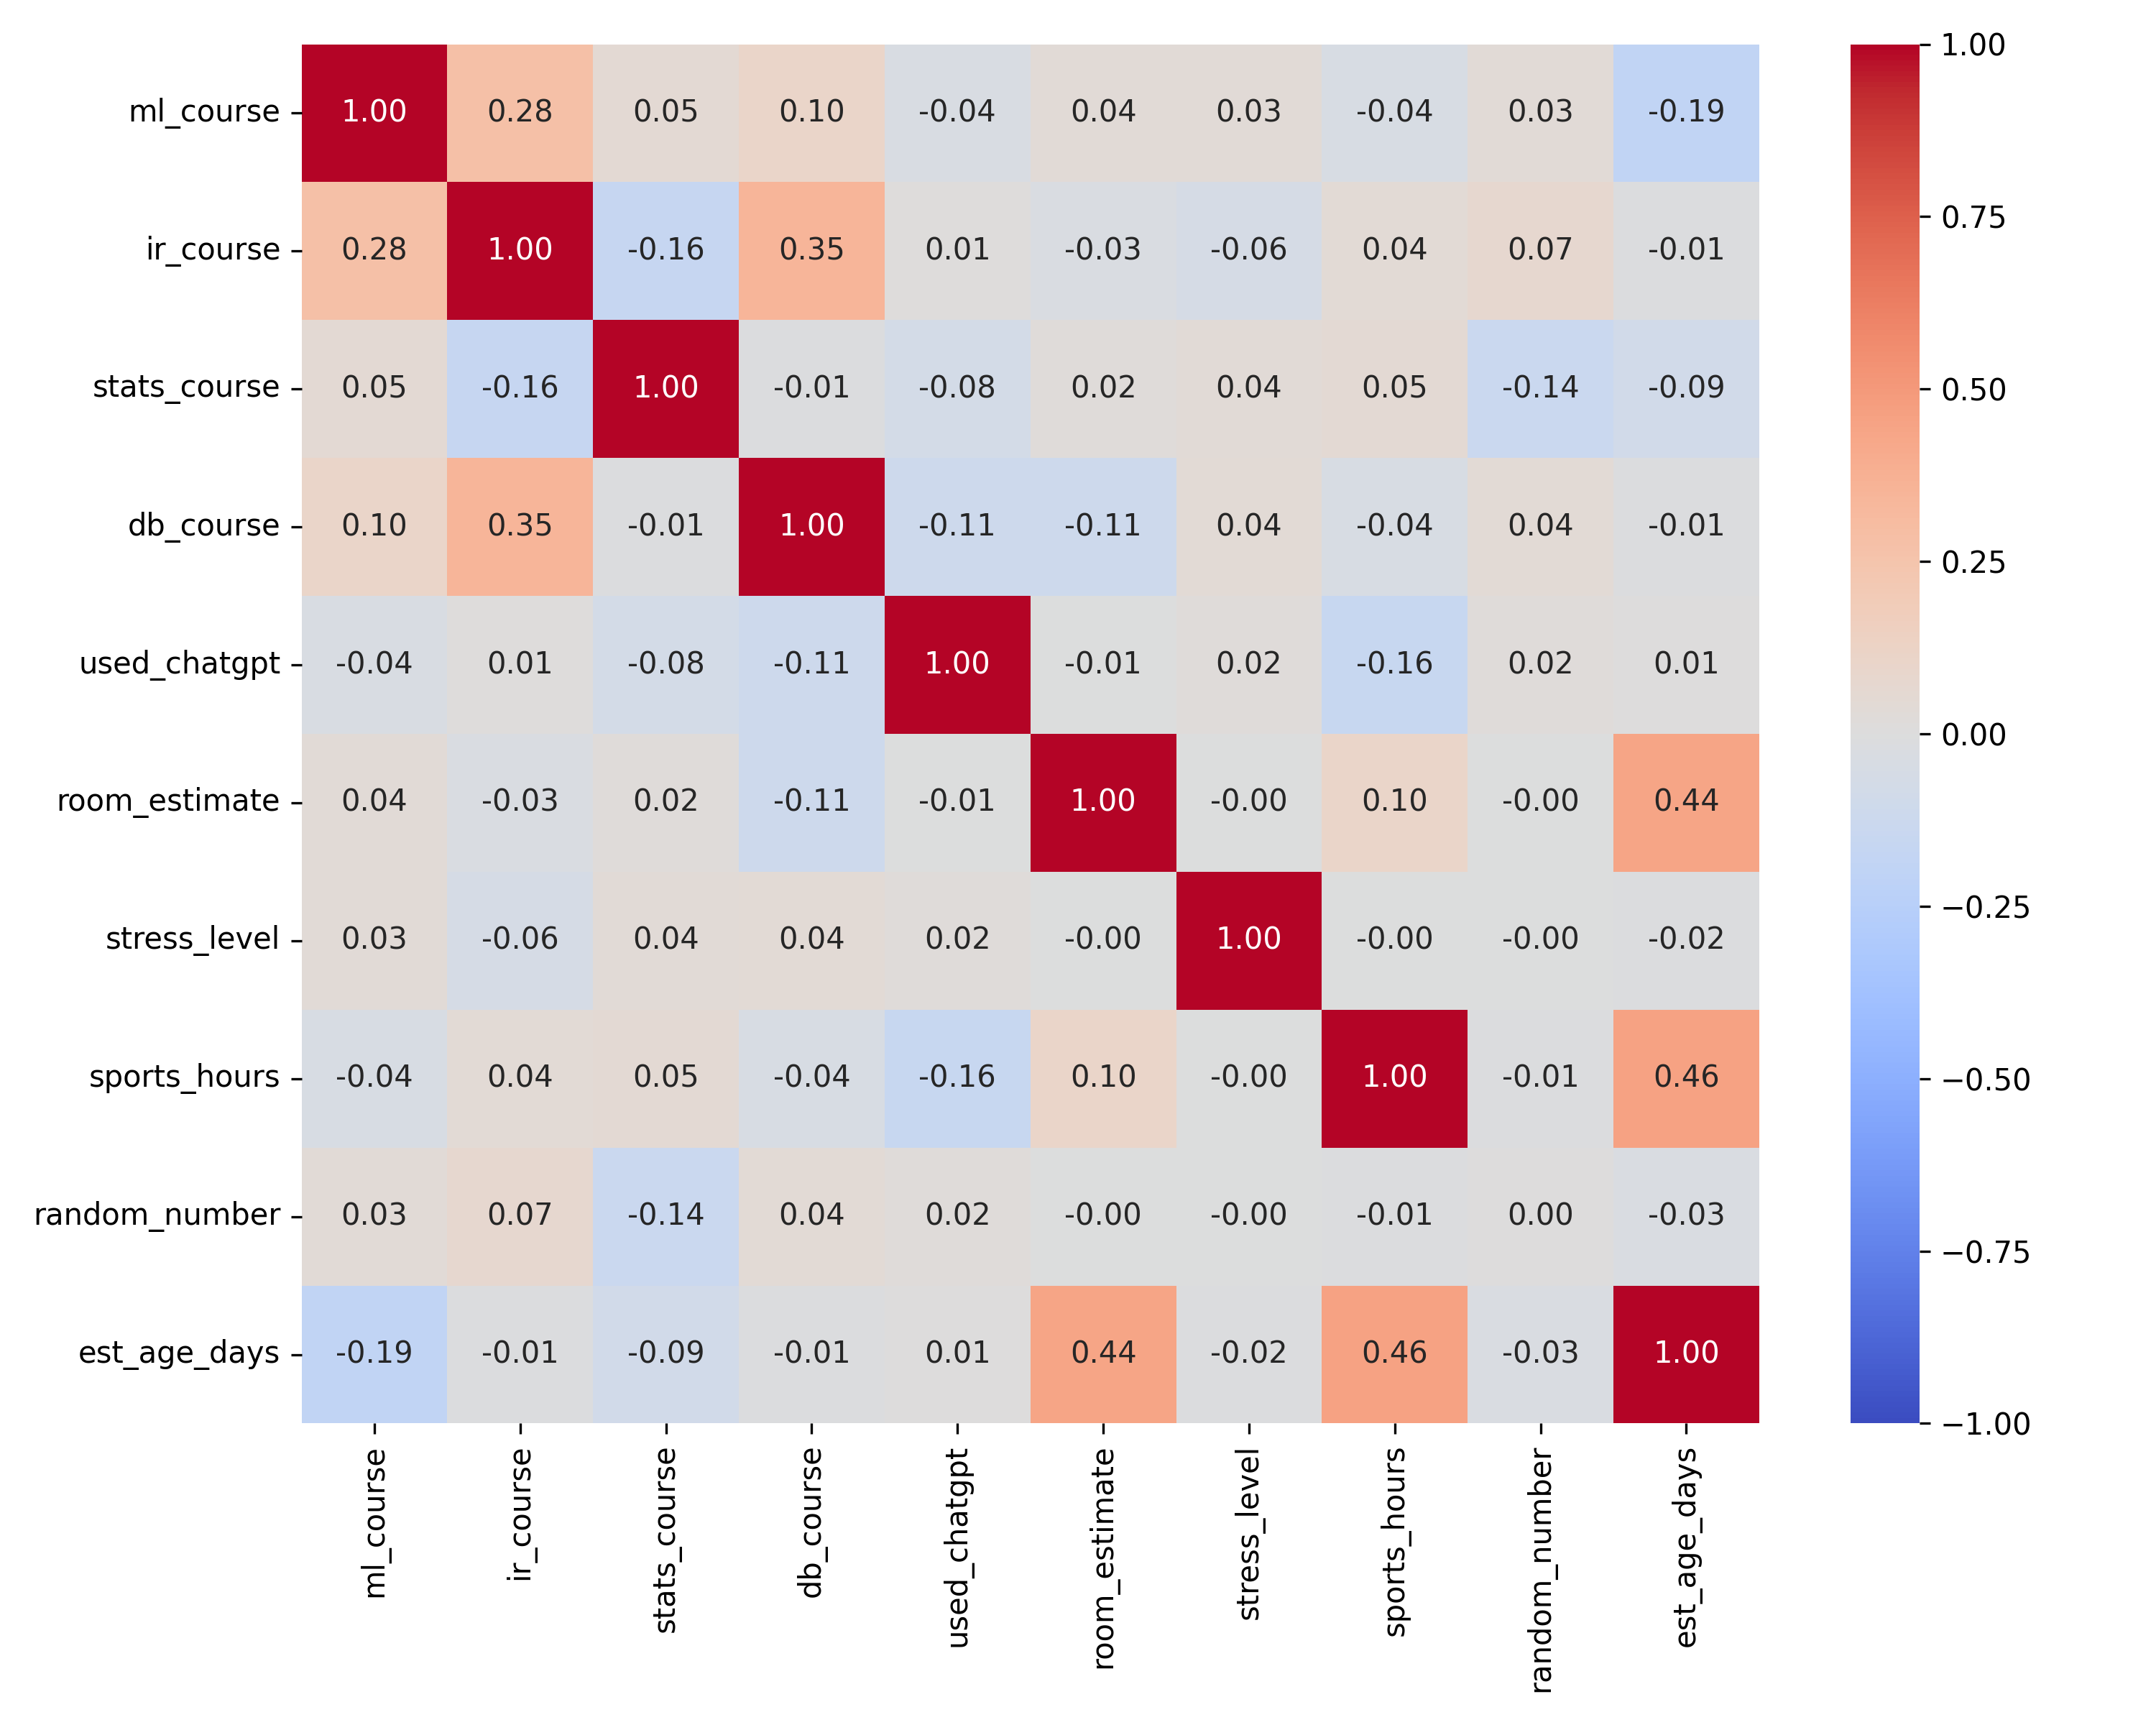 ml_course 1.00 0.28 0.05 0.10 -0.04 0.04 0.03 -0.04 0.03 -0.19
ir_course 0.28 1.00 -0.16 0.35 0.01 -0.03 -0.06 0.04 0.07 -0.01
stats_course 0.05 -0.16 1.00 -0.01 -0.08 0.02 0.04 0.05 -0.14 -0.09
db_course 0.10 0.35 -0.01 1.00 -0.11 -0.11 0.04 -0.04 0.04 -0.01
used_chatgpt -0.04 0.01 -0.08 -0.11 1.00 -0.01 0.02 -0.16 0.02 0.01
room_estimate 0.04 -0.03 0.02 -0.11 -0.01 1.00 -0.00 0.10 -0.00 0.44
stress_level 0.03 -0.06 0.04 0.04 0.02 -0.00 1.00 -0.00 -0.00 -0.02
sports_hours -0.04 0.04 0.05 -0.04 -0.16 0.10 -0.00 1.00 -0.01 0.46
random_number 0.03 0.07 -0.14 0.04 0.02 -0.00 -0.00 -0.01 0.00 -0.03
est_age_days -0.19 -0.01 -0.09 -0.01 0.01 0.44 -0.02 0.46 -0.03 1.00
ml_course
ir_course
stats_course
db_course
used_chatgpt
room_estimate
stress_level
sports_hours
random_number
est_age_days
1.00
0.75
0.50
0.25
0.00
−0.25
−0.50
−0.75
−1.00